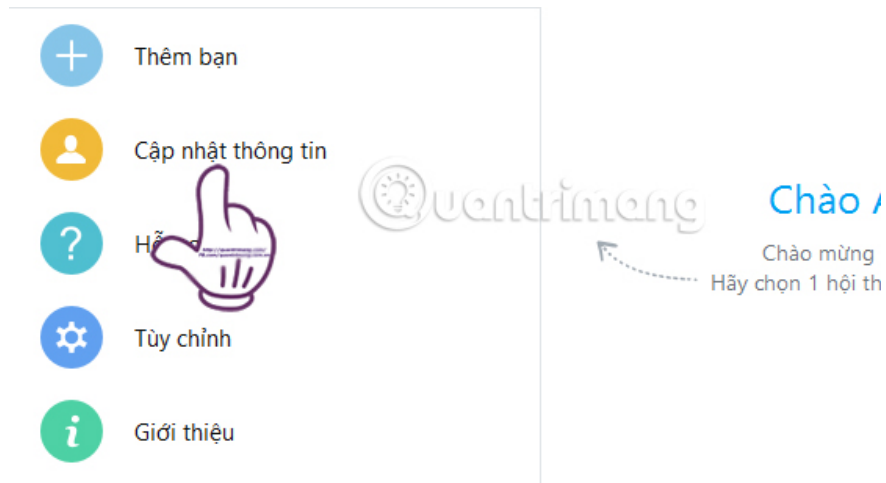 Thêm bạn
Cập nhật thông tin
Tùy chỉnh
Giới thiệu
Quantrimang
Chào
Chào mừng
Hãy chọn 1 hội th